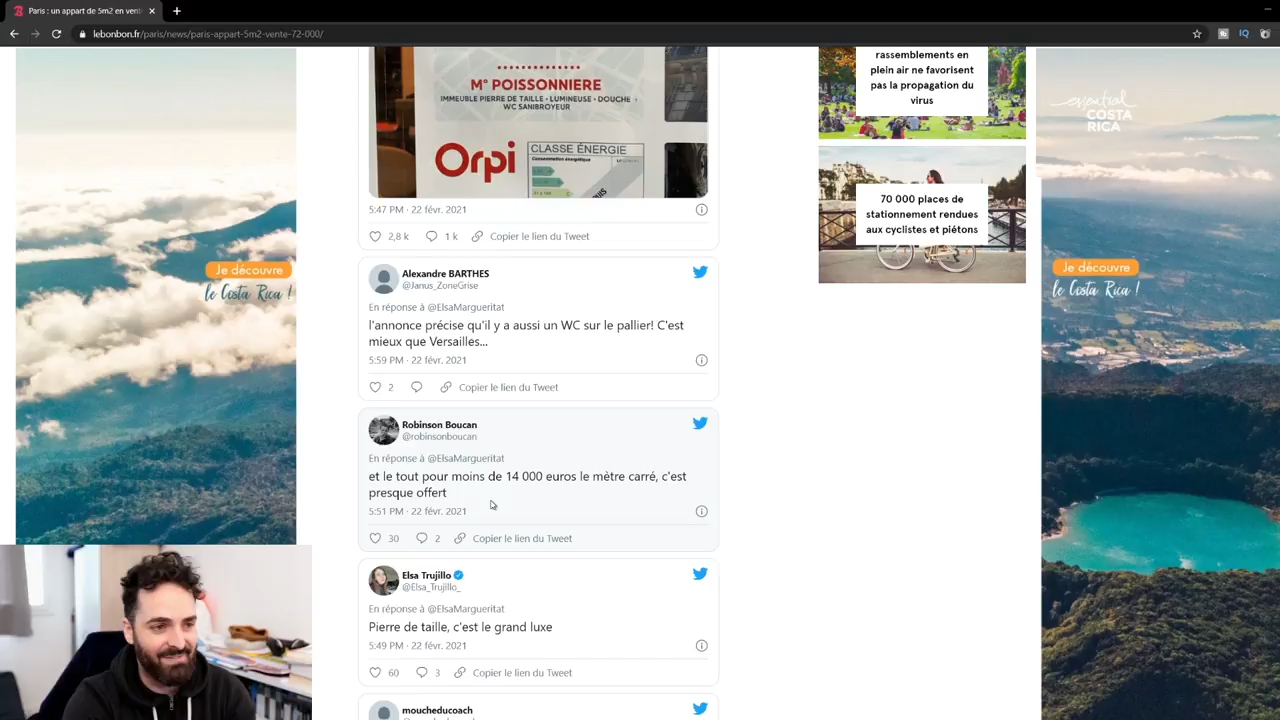 Paris : un appart de 5m2 en vent
lebonbon.fr/paris/news/paris-appart-5m2-vente-72-000/
M° POISSONNIERE
IMMEUBLE PIERRE DE TAILLE • LUMINEUSE • DOUCHE •
WC SANIBROYEUR
Orpi
CLASSE ÉNERGIE
5:47 PM · 22 févr. 2021
2,8 k
1 k
Copier le lien du Tweet
Alexandre BARTHES
@Janus_ZoneGrise
En réponse à @ElsaMargueritat
l'annonce précise qu'il y a aussi un WC sur le pallier! C'est
mieux que Versailles...
5:59 PM · 22 févr. 2021
2
Copier le lien du Tweet
Robinson Boucan
@robinsonboucan
En réponse à @ElsaMargueritat
et le tout pour moins de 14 000 euros le mètre carré, c'est
presque offert
5:51 PM · 22 févr. 2021
30
2
Copier le lien du Tweet
Elsa Trujillo
@Elsa_Trujillo_
En réponse à @ElsaMargueritat
Pierre de taille, c'est le grand luxe
5:49 PM · 22 févr. 2021
60
3
Copier le lien du Tweet
moucheducoach
rassemblements en
plein air ne favorisent
pas la propagation du
virus
70 000 places de
stationnement rendues
aux cyclistes et piétons
Je découvre
le Costa Rica !
essential
COSTA
RICA
Je découvre
le Costa Rica !